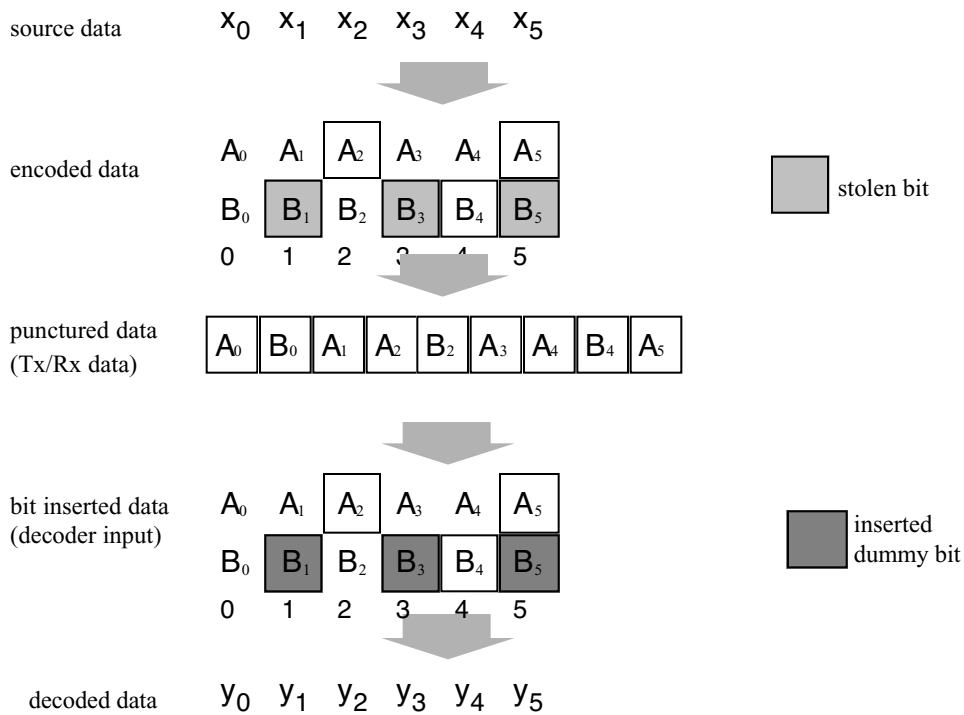 source data x0 x1 x2 x3 x4 x5
encoded data
A0 A1 A2 A3 A4 A5
B0 B1 B2 B3 B4 B5
stolen bit
0 1 2 3 4 5
punctured data
(Tx/Rx data)
A0 B0 A1 A2 B2 A3 A4 B4 A5
bit inserted data
(decoder input)
A0 A1 A2 A3 A4 A5
B0 B1 B2 B3 B4 B5
inserted
dummy bit
0 1 2 3 4 5
decoded data y0 y1 y2 y3 y4 y5